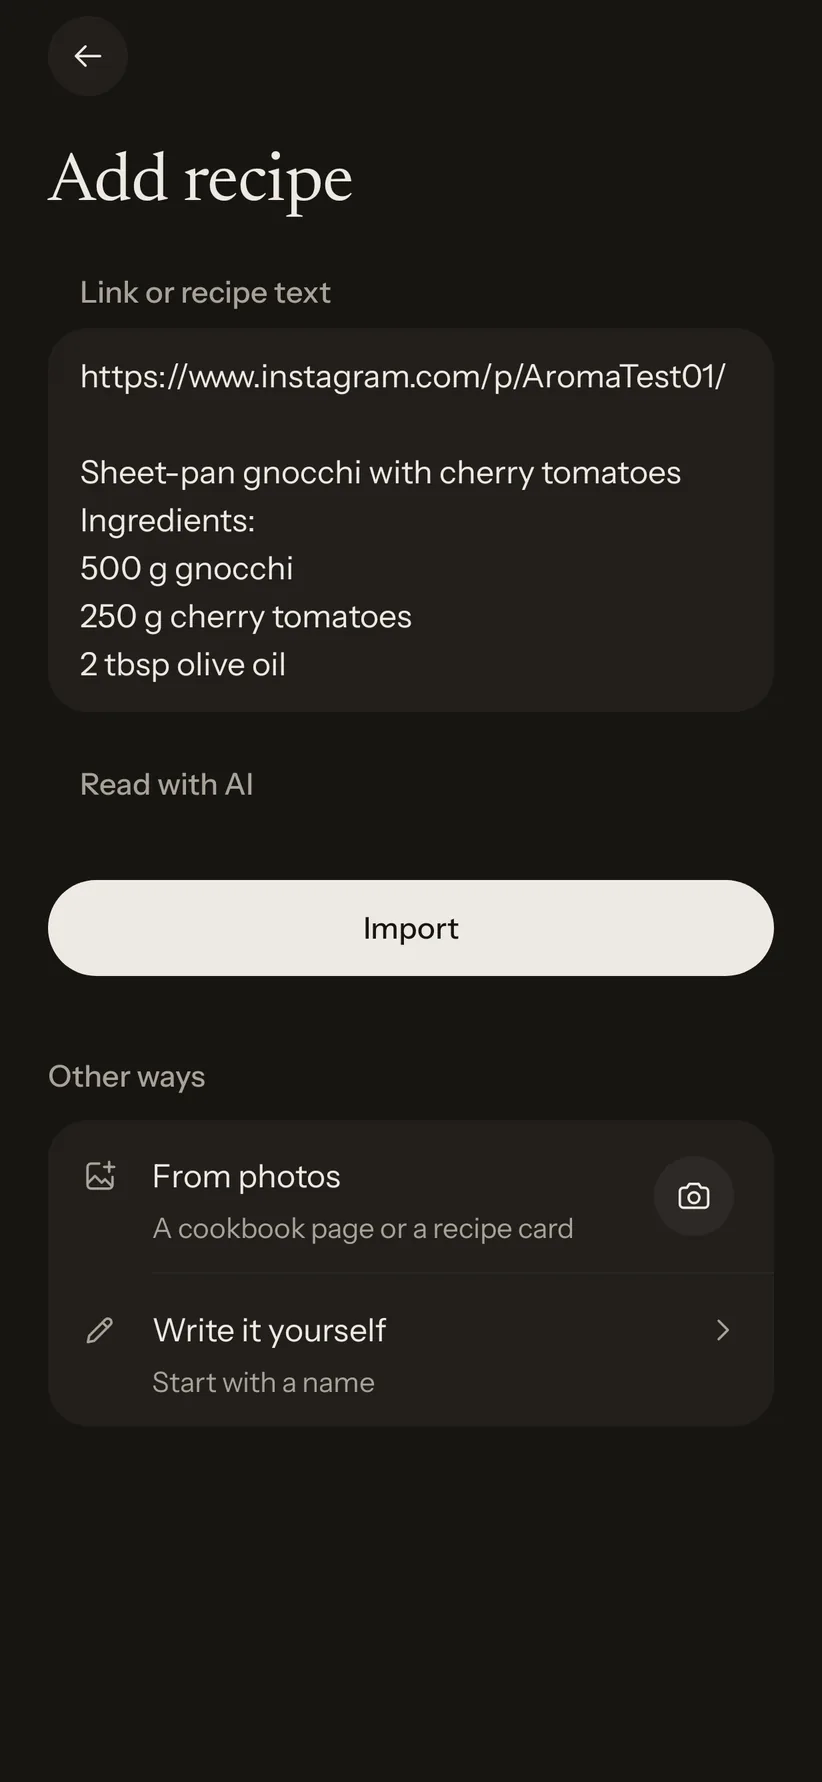 Add recipe
Link or recipe text
https://www.instagram.com/p/AromaTest01/
Sheet-pan gnocchi with cherry tomatoes
Ingredients:
500 g gnocchi
250 g cherry tomatoes
2 tbsp olive oil
Read with AI
Import
Other ways
From photos
A cookbook page or a recipe card
Write it yourself
Start with a name